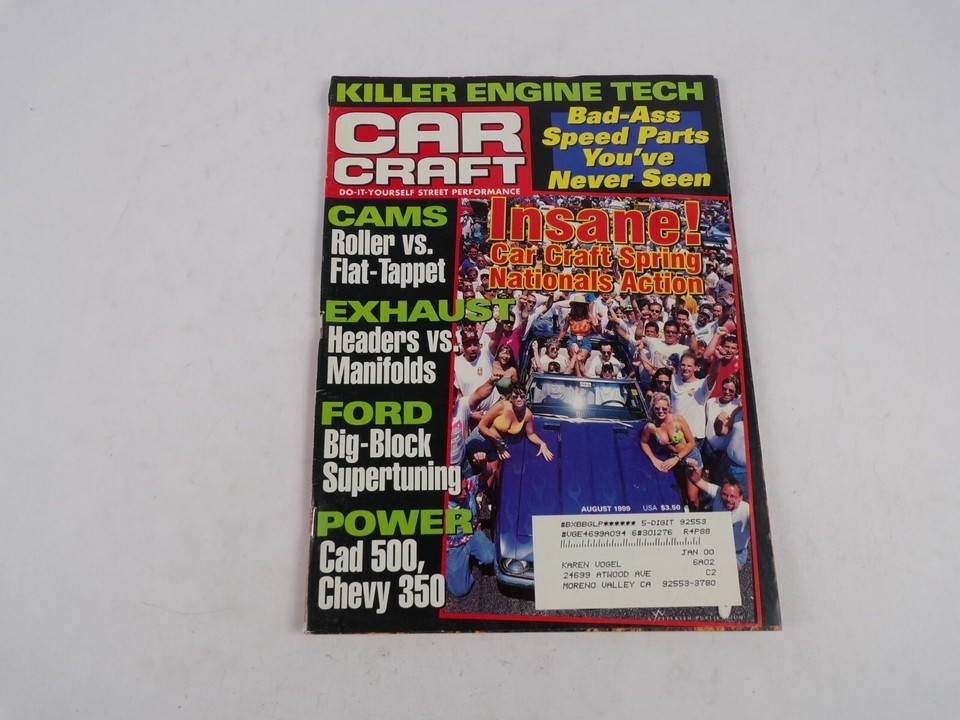 KILLER ENGINE TECH
CAR
CRAFT
DO-IT-YOURSELF STREET PERFORMANCE
Bad-Ass
Speed Parts
You've
Never Seen
CAMS
Roller vs.
Flat-Tappet
EXHAUST
Headers vs.
Manifolds
FORD
Big-Block
Supertuning
POWER
Cad 500,
Chevy 350
Insane!
Car Craft Spring
Nationals Action
AUGUST 1999 USA $3.50
#BXBBGLF****** 5-DIGIT 92553
#VGE4699A094 6#301276 R4P88
JAN 00
KAREN VOGEL 6A02
24699 ATWOOD AVE C2
MORENO VALLEY CA 92553-3780
A PETERSEN PUBLICATION